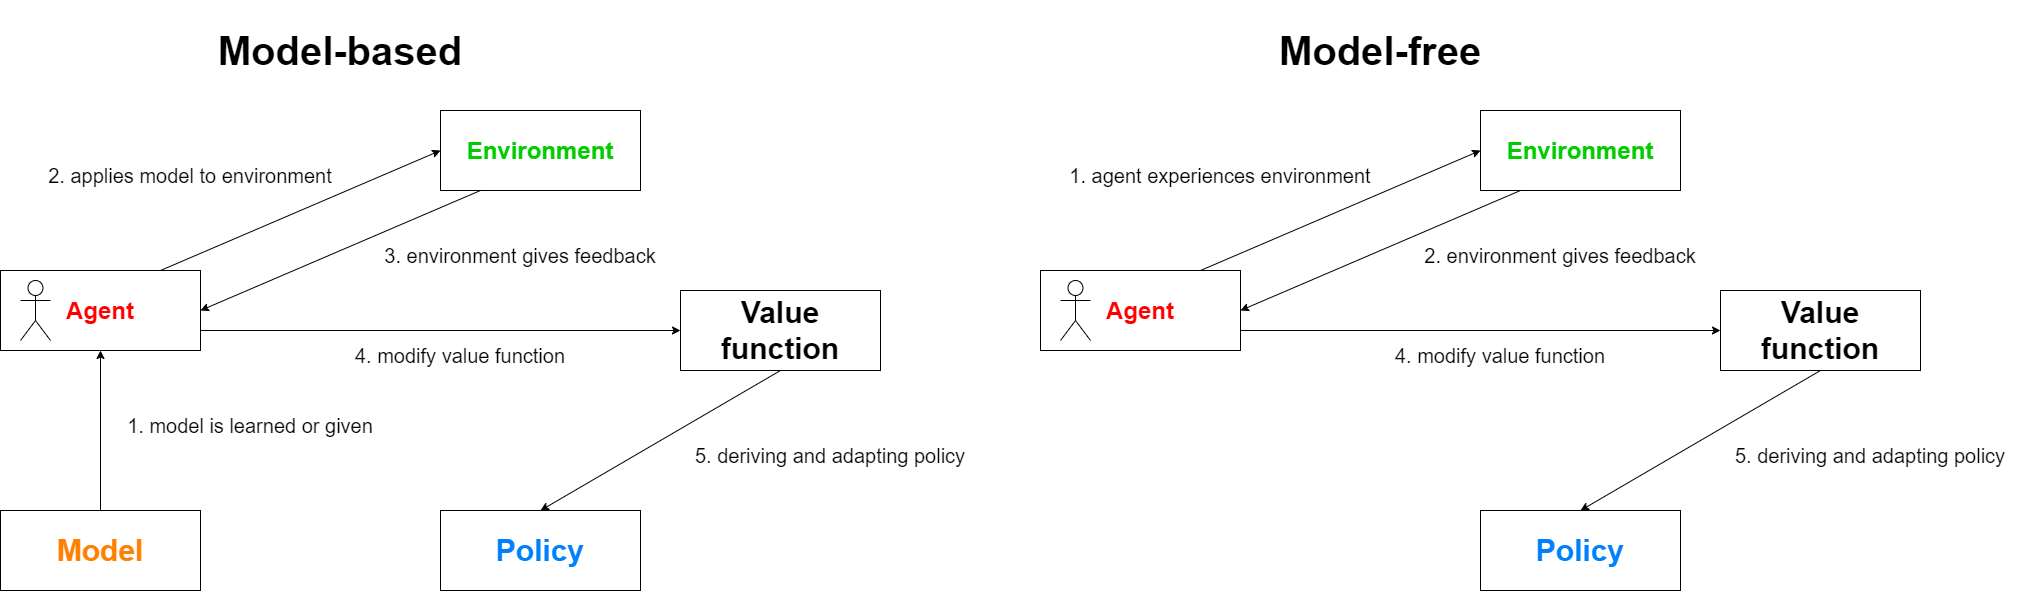 Model-based
Environment
2. applies model to environment
3. environment gives feedback
Agent
Value
function
4. modify value function
1. model is learned or given
5. deriving and adapting policy
Model
Policy
Model-free
Environment
1. agent experiences environment
2. environment gives feedback
Agent
Value
function
4. modify value function
5. deriving and adapting policy
Policy